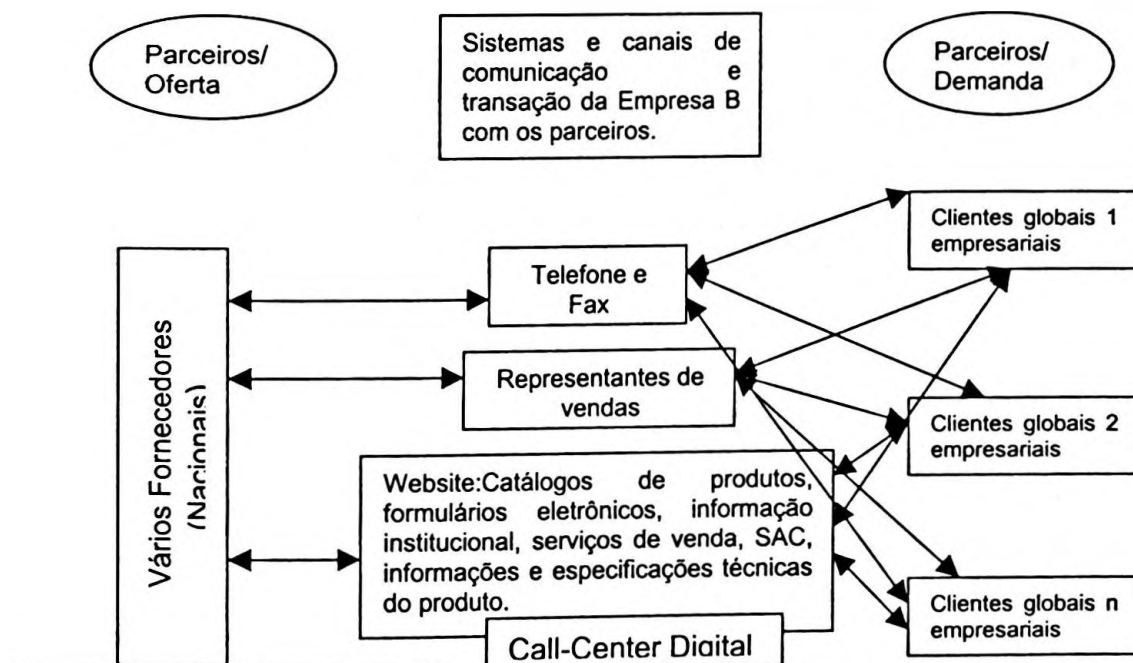 Parceiros/
Oferta
Sistemas e canais de
comunicação e
transação da Empresa B
com os parceiros.
Parceiros/
Demanda
Vários Fornecedores
(Nacionais)
Telefone e
Fax
Representantes de
vendas
Website:Catálogos de produtos,
formulários eletrônicos, informação
institucional, serviços de venda, SAC,
informações e especificações técnicas
do produto.
Call-Center Digital
Clientes globais 1
empresariais
Clientes globais 2
empresariais
Clientes globais n
empresariais